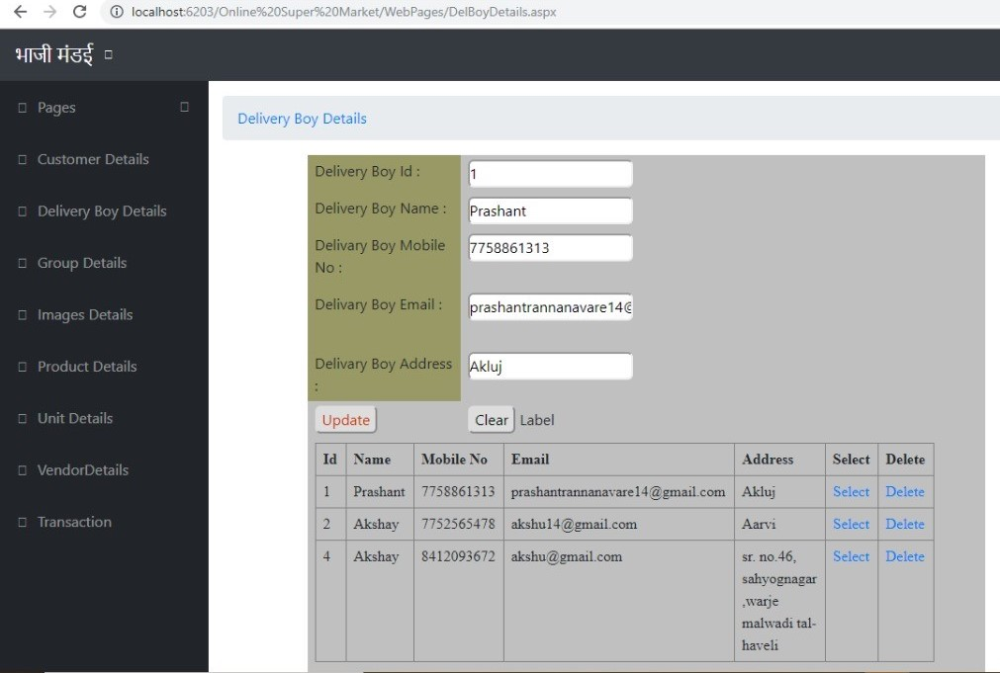 localhost:6203/Online%20Super%20Market/WebPages/DelBoyDetails.aspx
भाजी मंडई
Pages
Customer Details
Delivery Boy Details
Group Details
Images Details
Product Details
Unit Details
VendorDetails
Transaction
Delivery Boy Details
Delivery Boy Id : 1
Delivery Boy Name : Prashant
Delivary Boy Mobile 7758861313
No :
Delivary Boy Email : prashantrannanavare14@
Delivary Boy Address Akluj
:
Update Clear Label
Id Name Mobile No Email Address Select Delete
1 Prashant 7758861313 prashantrannanavare14@gmail.com Akluj Select Delete
2 Akshay 7752565478 akshu14@gmail.com Aarvi Select Delete
4 Akshay 8412093672 akshu@gmail.com sr. no.46, Select Delete
sahyognagar
,warje
malwadi tal-
haveli